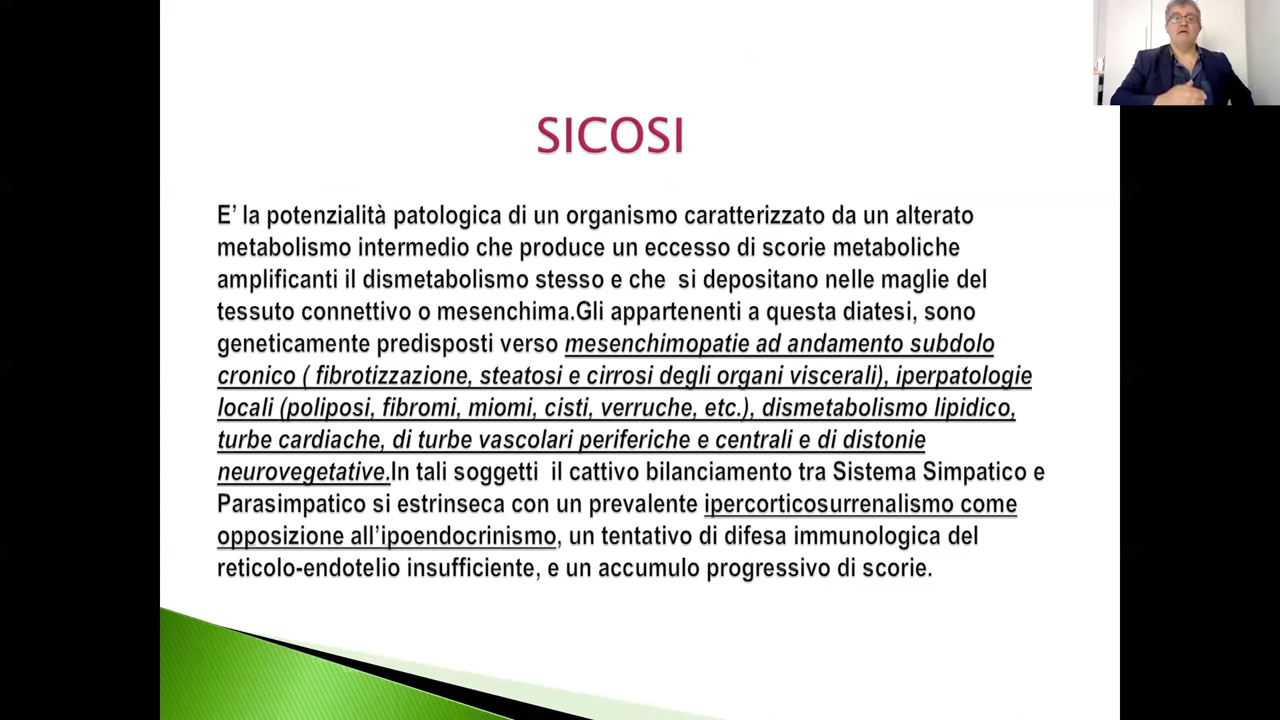 SICOSI
E’ la potenzialità patologica di un organismo caratterizzato da un alterato
metabolismo intermedio che produce un eccesso di scorie metaboliche
amplificanti il dismetabolismo stesso e che  si depositano nelle maglie del
tessuto connettivo o mesenchima.Gli appartenenti a questa diatesi, sono
geneticamente predisposti verso mesenchimopatie ad andamento subdolo
cronico ( fibrotizzazione, steatosi e cirrosi degli organi viscerali), iperpatologie
locali (poliposi, fibromi, miomi, cisti, verruche, etc.), dismetabolismo lipidico,
turbe cardiache, di turbe vascolari periferiche e centrali e di distonie
neurovegetative.In tali soggetti  il cattivo bilanciamento tra Sistema Simpatico e
Parasimpatico si estrinseca con un prevalente ipercorticosurrenalismo come
opposizione all’ipoendocrinismo, un tentativo di difesa immunologica del
reticolo-endotelio insufficiente, e un accumulo progressivo di scorie.